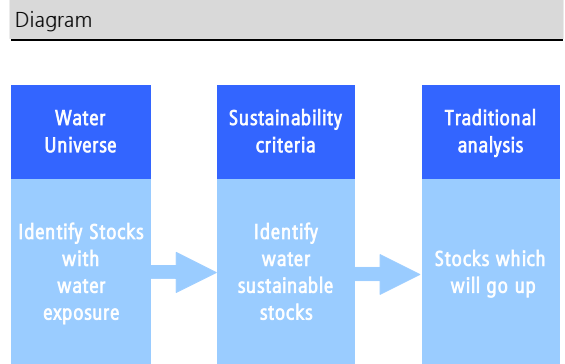 Diagram
Water
Universe
Identify Stocks
with
water
exposure
Sustainability
criteria
Identify
water
sustainable
stocks
Traditional
analysis
Stocks which
will go up